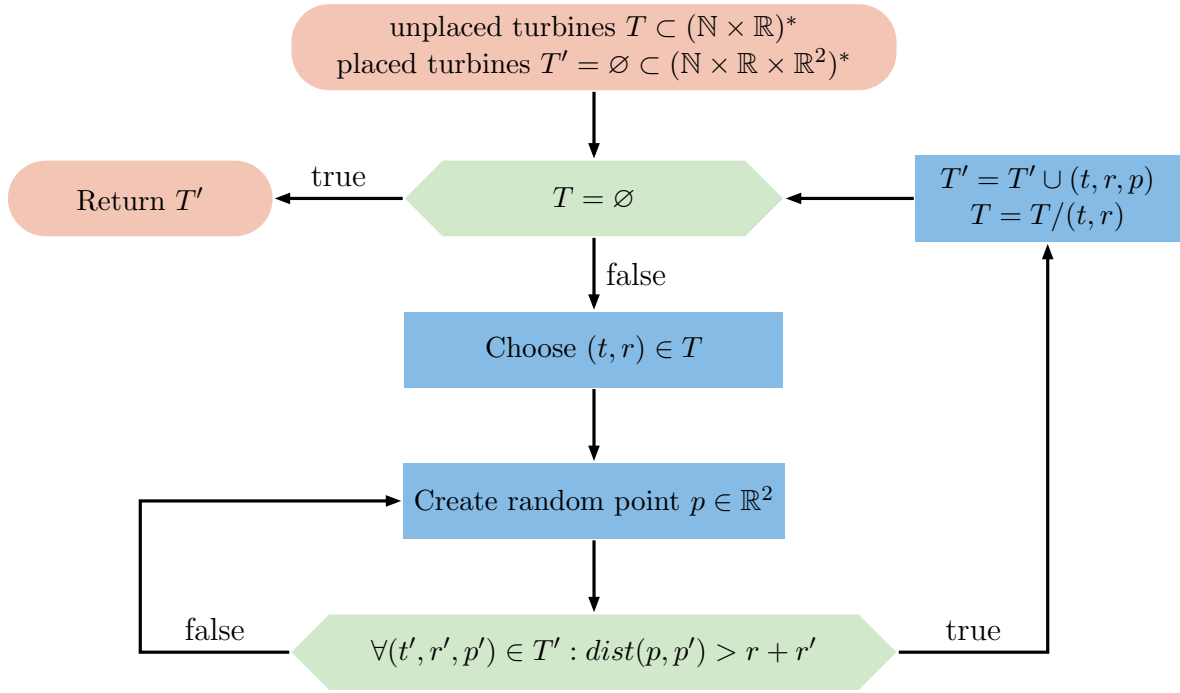 unplaced turbines T ⊂ (ℕ × ℝ)*
placed turbines T′ = ∅ ⊂ (ℕ × ℝ × ℝ²)*
true
Return T′
T = ∅
T′ = T′ ∪ (t, r, p)
T = T/(t, r)
false
Choose (t, r) ∈ T
Create random point p ∈ ℝ²
false
∀(t′, r′, p′) ∈ T′ : dist(p, p′) > r + r′
true